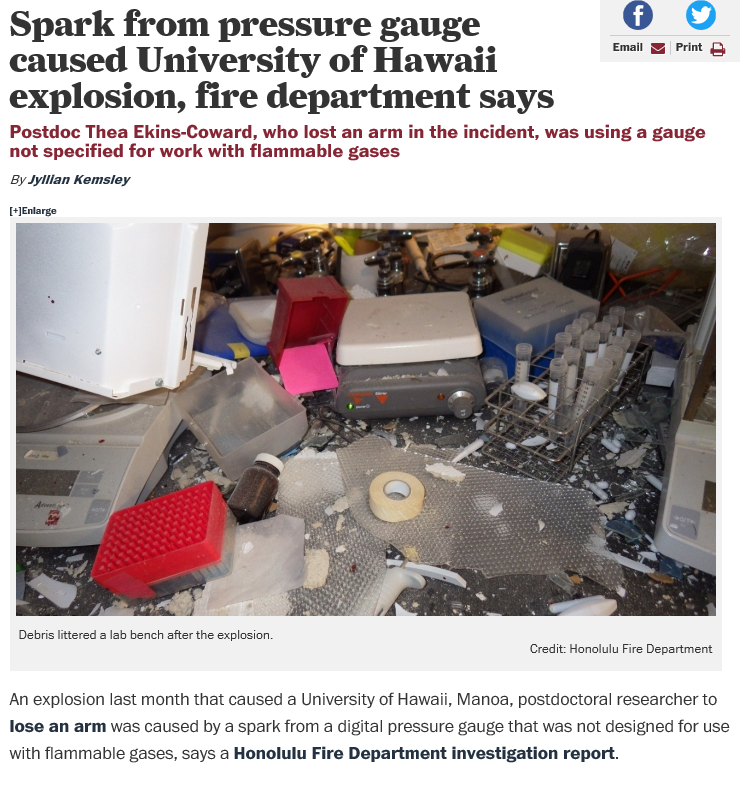 Spark from pressure gauge
caused University of Hawaii
explosion, fire department says
Email Print
Postdoc Thea Ekins-Coward, who lost an arm in the incident, was using a gauge
not specified for work with flammable gases
By Jyllian Kemsley
[+]Enlarge
Debris littered a lab bench after the explosion.
Credit: Honolulu Fire Department
An explosion last month that caused a University of Hawaii, Manoa, postdoctoral researcher to
lose an arm was caused by a spark from a digital pressure gauge that was not designed for use
with flammable gases, says a Honolulu Fire Department investigation report.